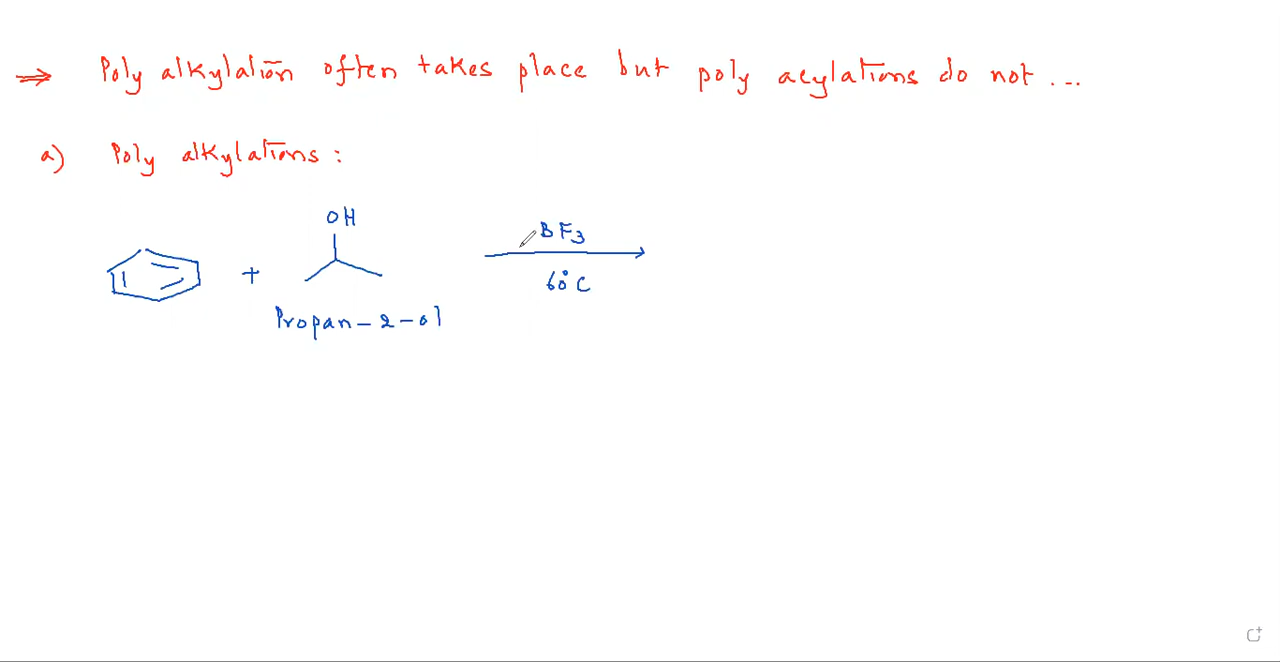 ⇒ Poly alkylation often takes place but poly acylations do not ...
a) Poly alkylations :
OH
BF3
+
60°C
Propan-2-ol